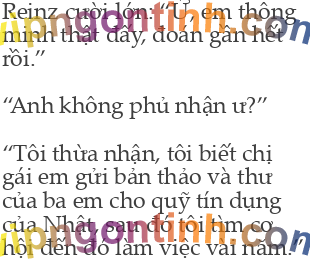 Reinz cười lớn: “Ừ, em thông
minh thật đấy, đoán gần hết
rồi.”
“Anh không phủ nhận ư?”
“Tôi thừa nhận, tôi biết chị
gái em gửi bản thảo và thư
của ba em cho quỹ tín dụng
của Nhật, sau đó tôi tìm cơ
hội đến đó làm việc vài năm.”